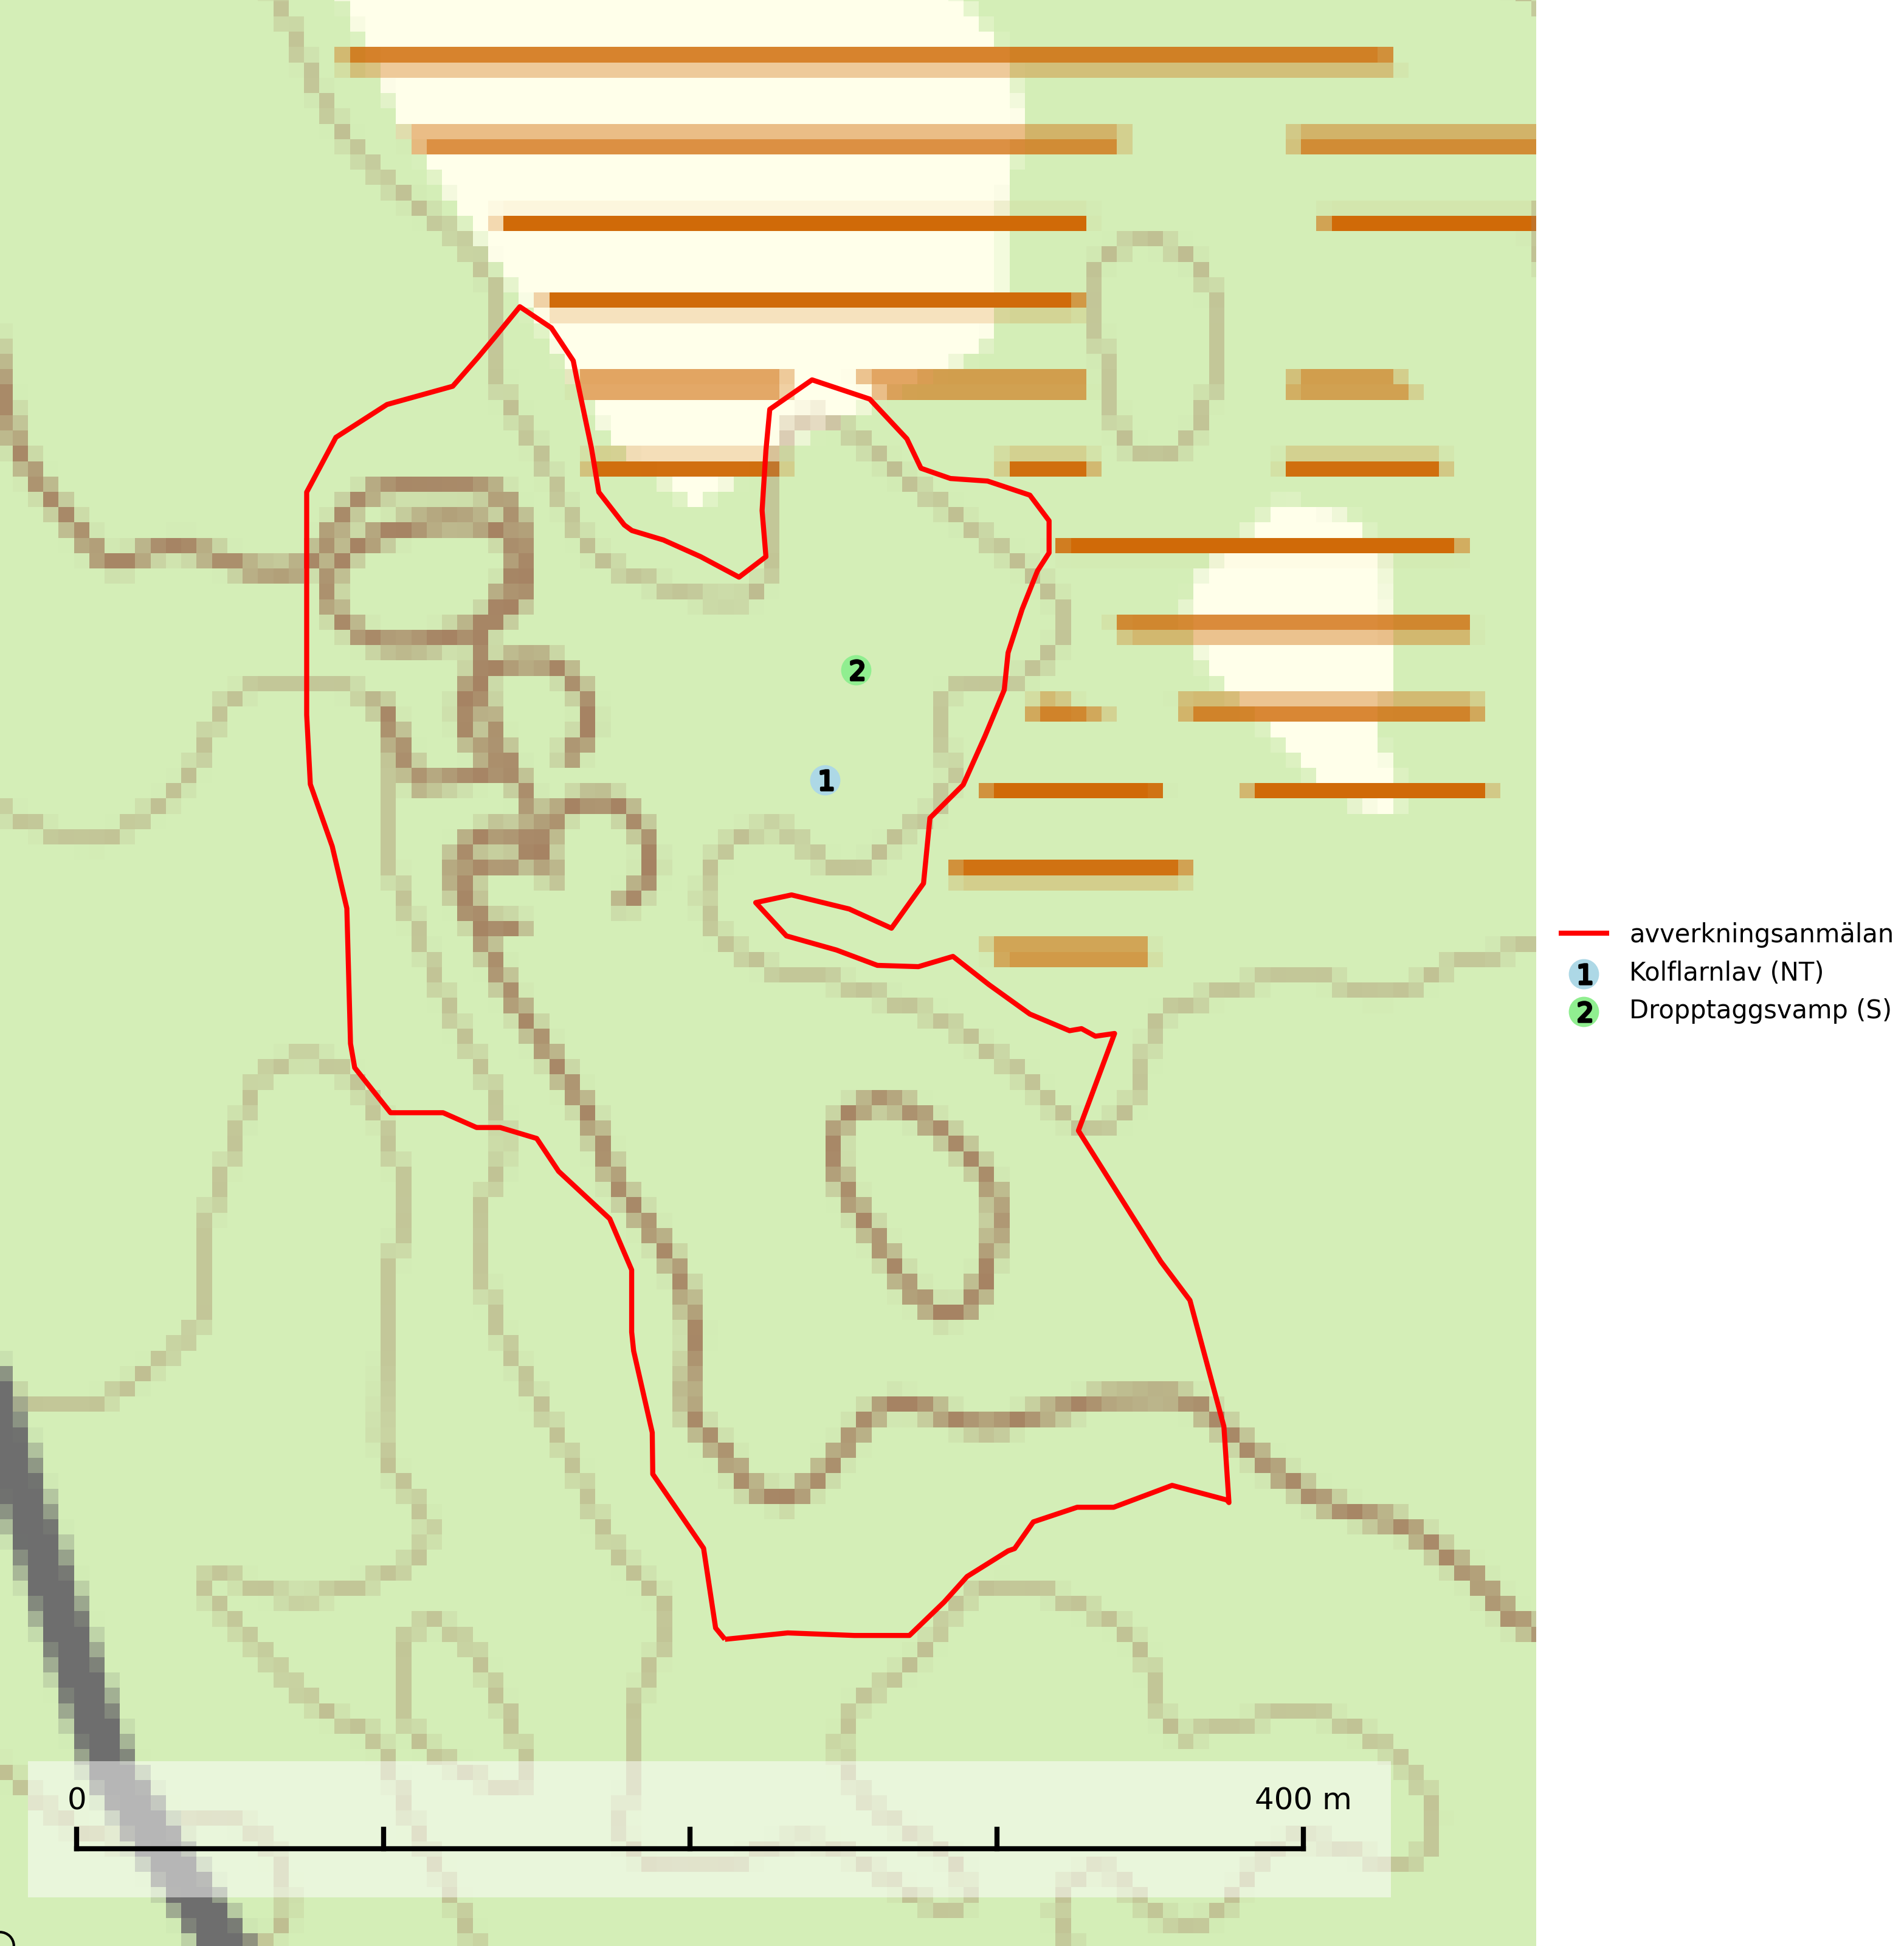 2
1
avverkningsanmälan
1 Kolflarnlav (NT)
2 Dropptaggsvamp (S)
0 400 m